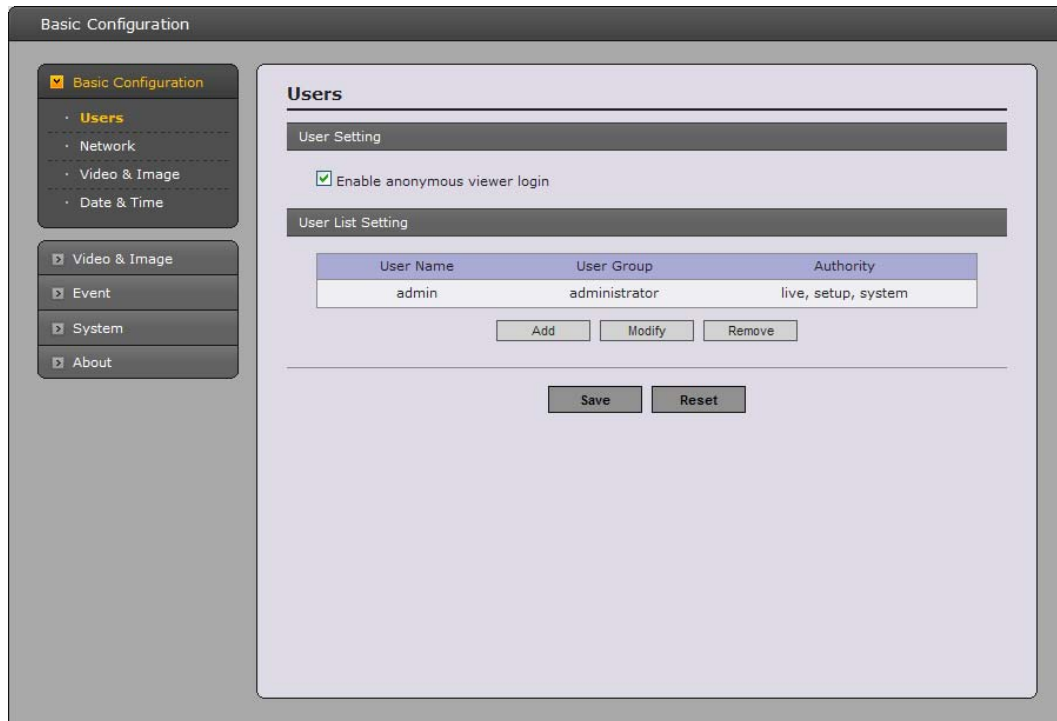 Basic Configuration
Basic Configuration
· Users
· Network
· Video & Image
· Date & Time
Video & Image
Event
System
About
Users
User Setting
Enable anonymous viewer login
User List Setting
User Name User Group Authority
admin administrator live, setup, system
Add Modify Remove
Save Reset